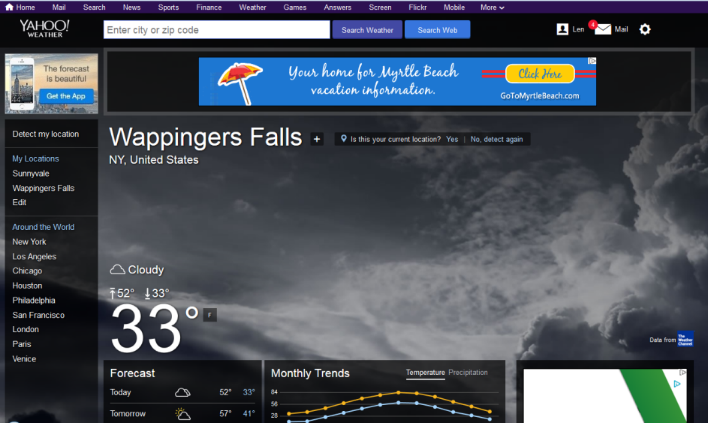 Home Mail Search News Sports Finance Weather Games Answers Screen Flickr Mobile More
YAHOO!
WEATHER
Enter city or zip code
Search Weather
Search Web
Len
4
Mail
The forecast
is beautiful!
Get the App
Your home for Myrtle Beach
vacation information.
Click Here
GoToMyrtleBeach.com
Detect my location
My Locations
Sunnyvale
Wappingers Falls
Edit
Around the World
New York
Los Angeles
Chicago
Houston
Philadelphia
San Francisco
London
Paris
Venice
Wappingers Falls +
Is this your current location? Yes | No, detect again
NY, United States
Cloudy
52° 33°
33° F
Data from The Weather Channel
Forecast
Today 52° 33°
Tomorrow 57° 41°
Monthly Trends
Temperature Precipitation
84
56
28